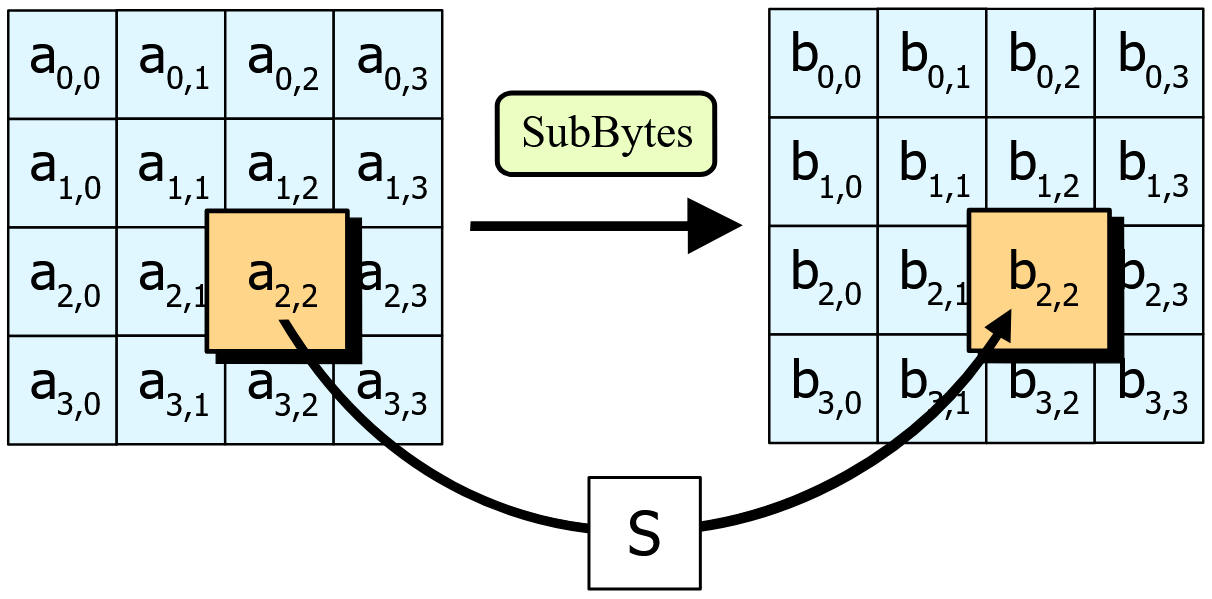 a0,0 a0,1 a0,2 a0,3
a1,0 a1,1 a1,2 a1,3
a2,0 a2,1 a2,2 a2,3
a3,0 a3,1 a3,2 a3,3
SubBytes
b0,0 b0,1 b0,2 b0,3
b1,0 b1,1 b1,2 b1,3
b2,0 b2,1 b2,2 b2,3
b3,0 b3,1 b3,2 b3,3
S